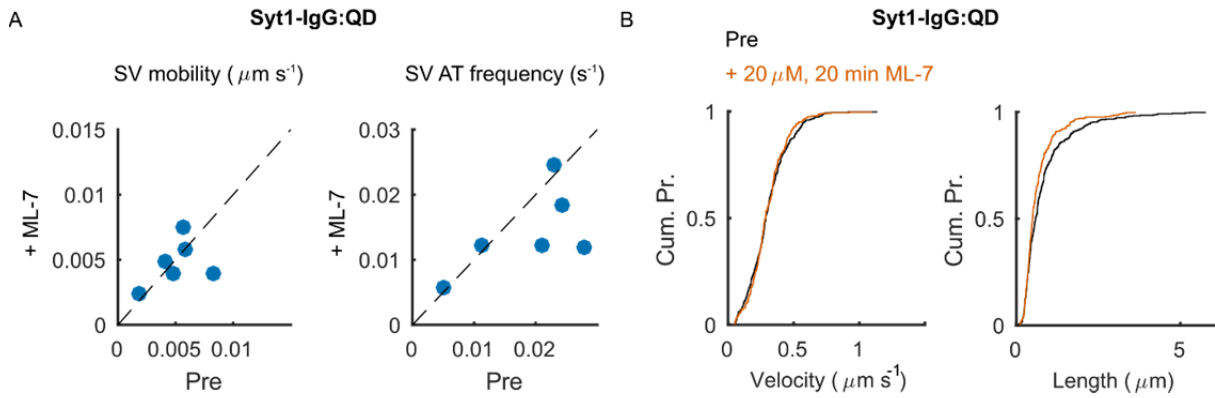 A
Syt1-IgG:QD
SV mobility ( μm s⁻¹)
0.015
0.01
0.005
0
+ ML-7
0
0.005
0.01
Pre
SV AT frequency (s⁻¹)
0.03
0.02
0.01
0
+ ML-7
0
0.01
0.02
Pre
B
Syt1-IgG:QD
Pre
+ 20 μM, 20 min ML-7
1
0.5
0
Cum. Pr.
0
0.5
1
Velocity ( μm s⁻¹)
1
0.5
0
Cum. Pr.
0
5
Length ( μm)